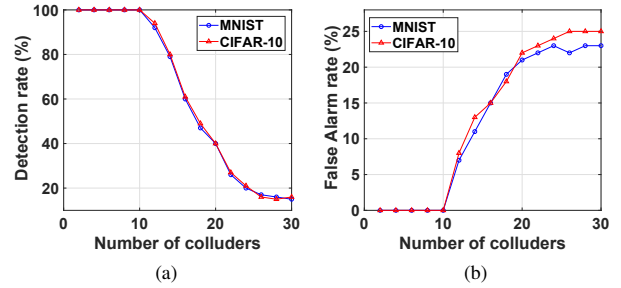 Detection rate (%)
100
80
60
40
20
0
10
20
30
Number of colluders
MNIST
CIFAR-10
(a)
False Alarm rate (%)
25
20
15
10
5
0
0
10
20
30
Number of colluders
MNIST
CIFAR-10
(b)